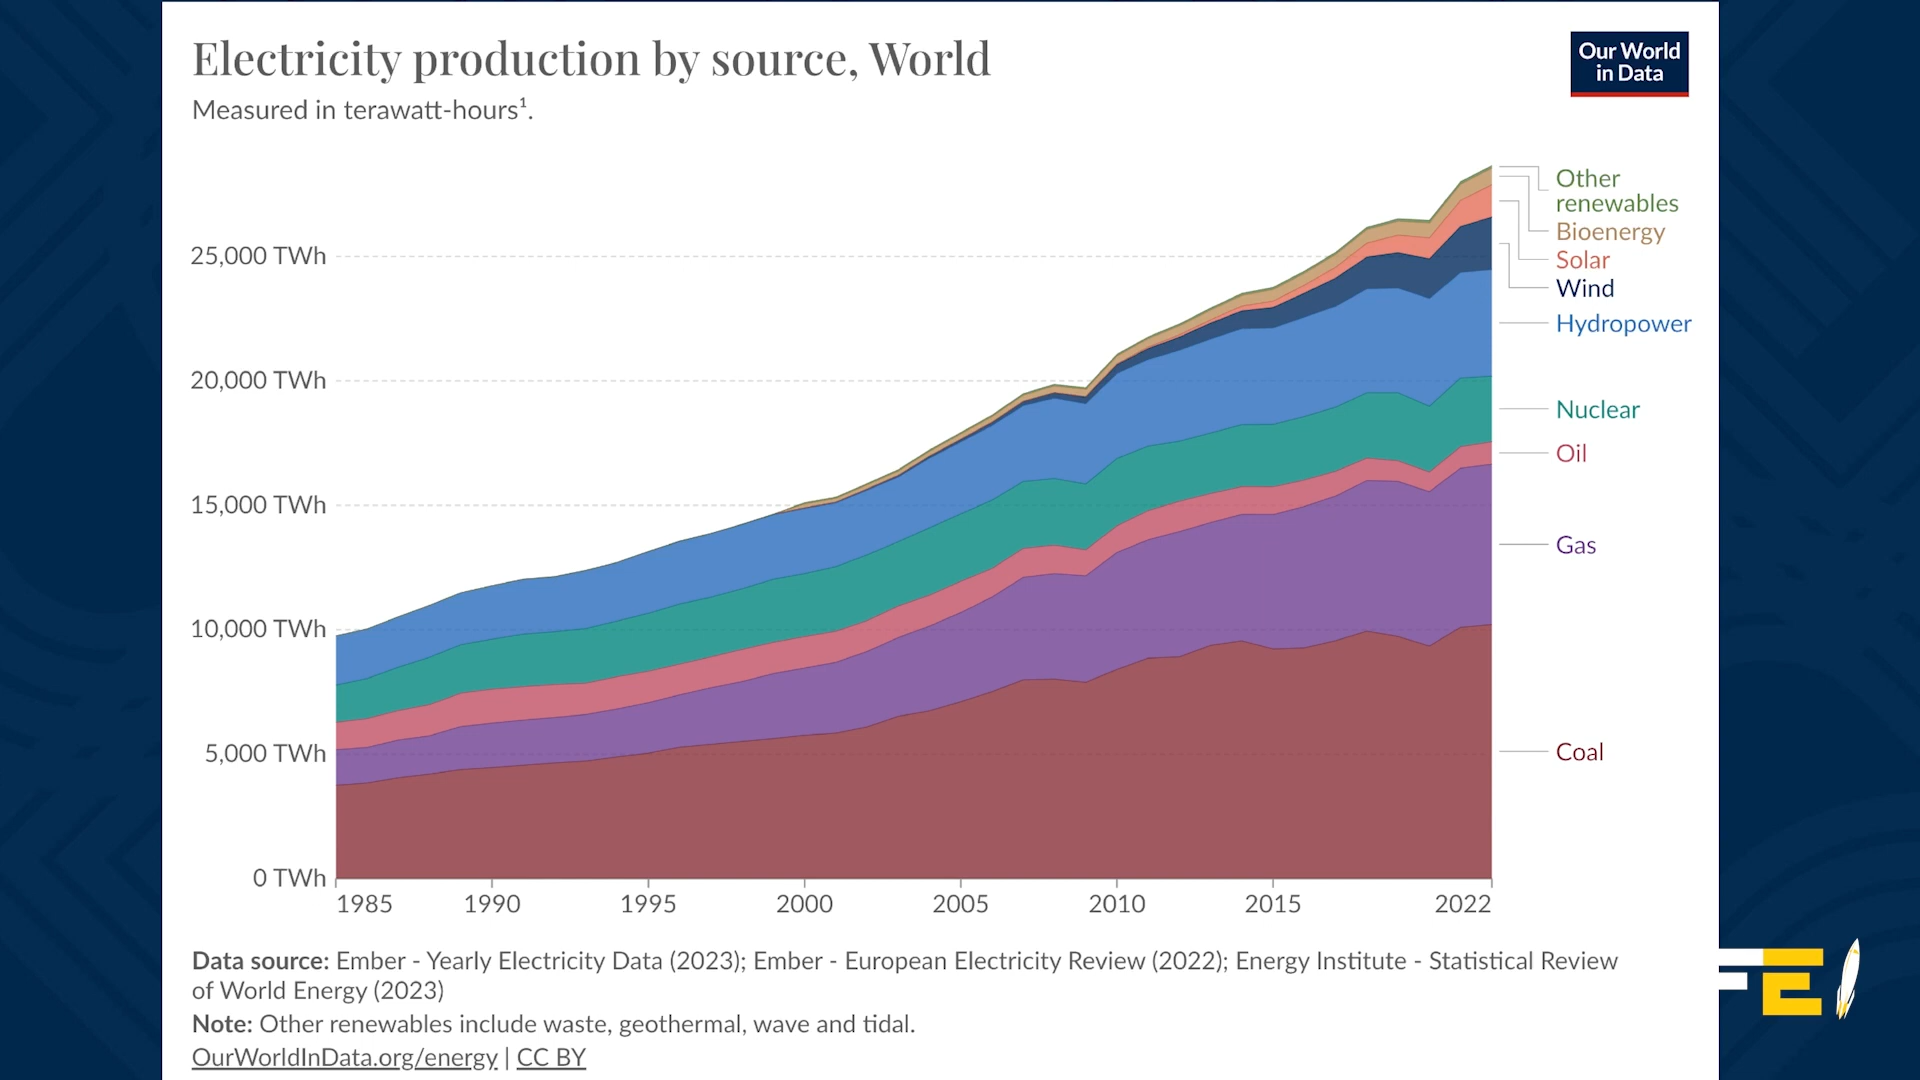 Electricity production by source, World
Measured in terawatt-hours¹.
Our World
in Data
25,000 TWh
20,000 TWh
15,000 TWh
10,000 TWh
5,000 TWh
0 TWh
1985
1990
1995
2000
2005
2010
2015
2022
Other
renewables
Bioenergy
Solar
Wind
Hydropower
Nuclear
Oil
Gas
Coal
Data source: Ember - Yearly Electricity Data (2023); Ember - European Electricity Review (2022); Energy Institute - Statistical Review
of World Energy (2023)
Note: Other renewables include waste, geothermal, wave and tidal.
OurWorldInData.org/energy | CC BY
FE